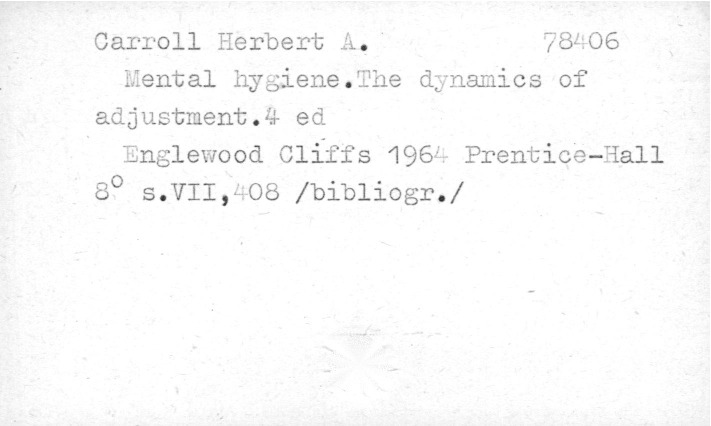 Carroll Herbert A. 78406
Mental hygiene.The dynamics of
adjustment.4 ed
Englewood Cliffs 1964 Prentice-Hall
8° s.VII,408 /bibliogr./